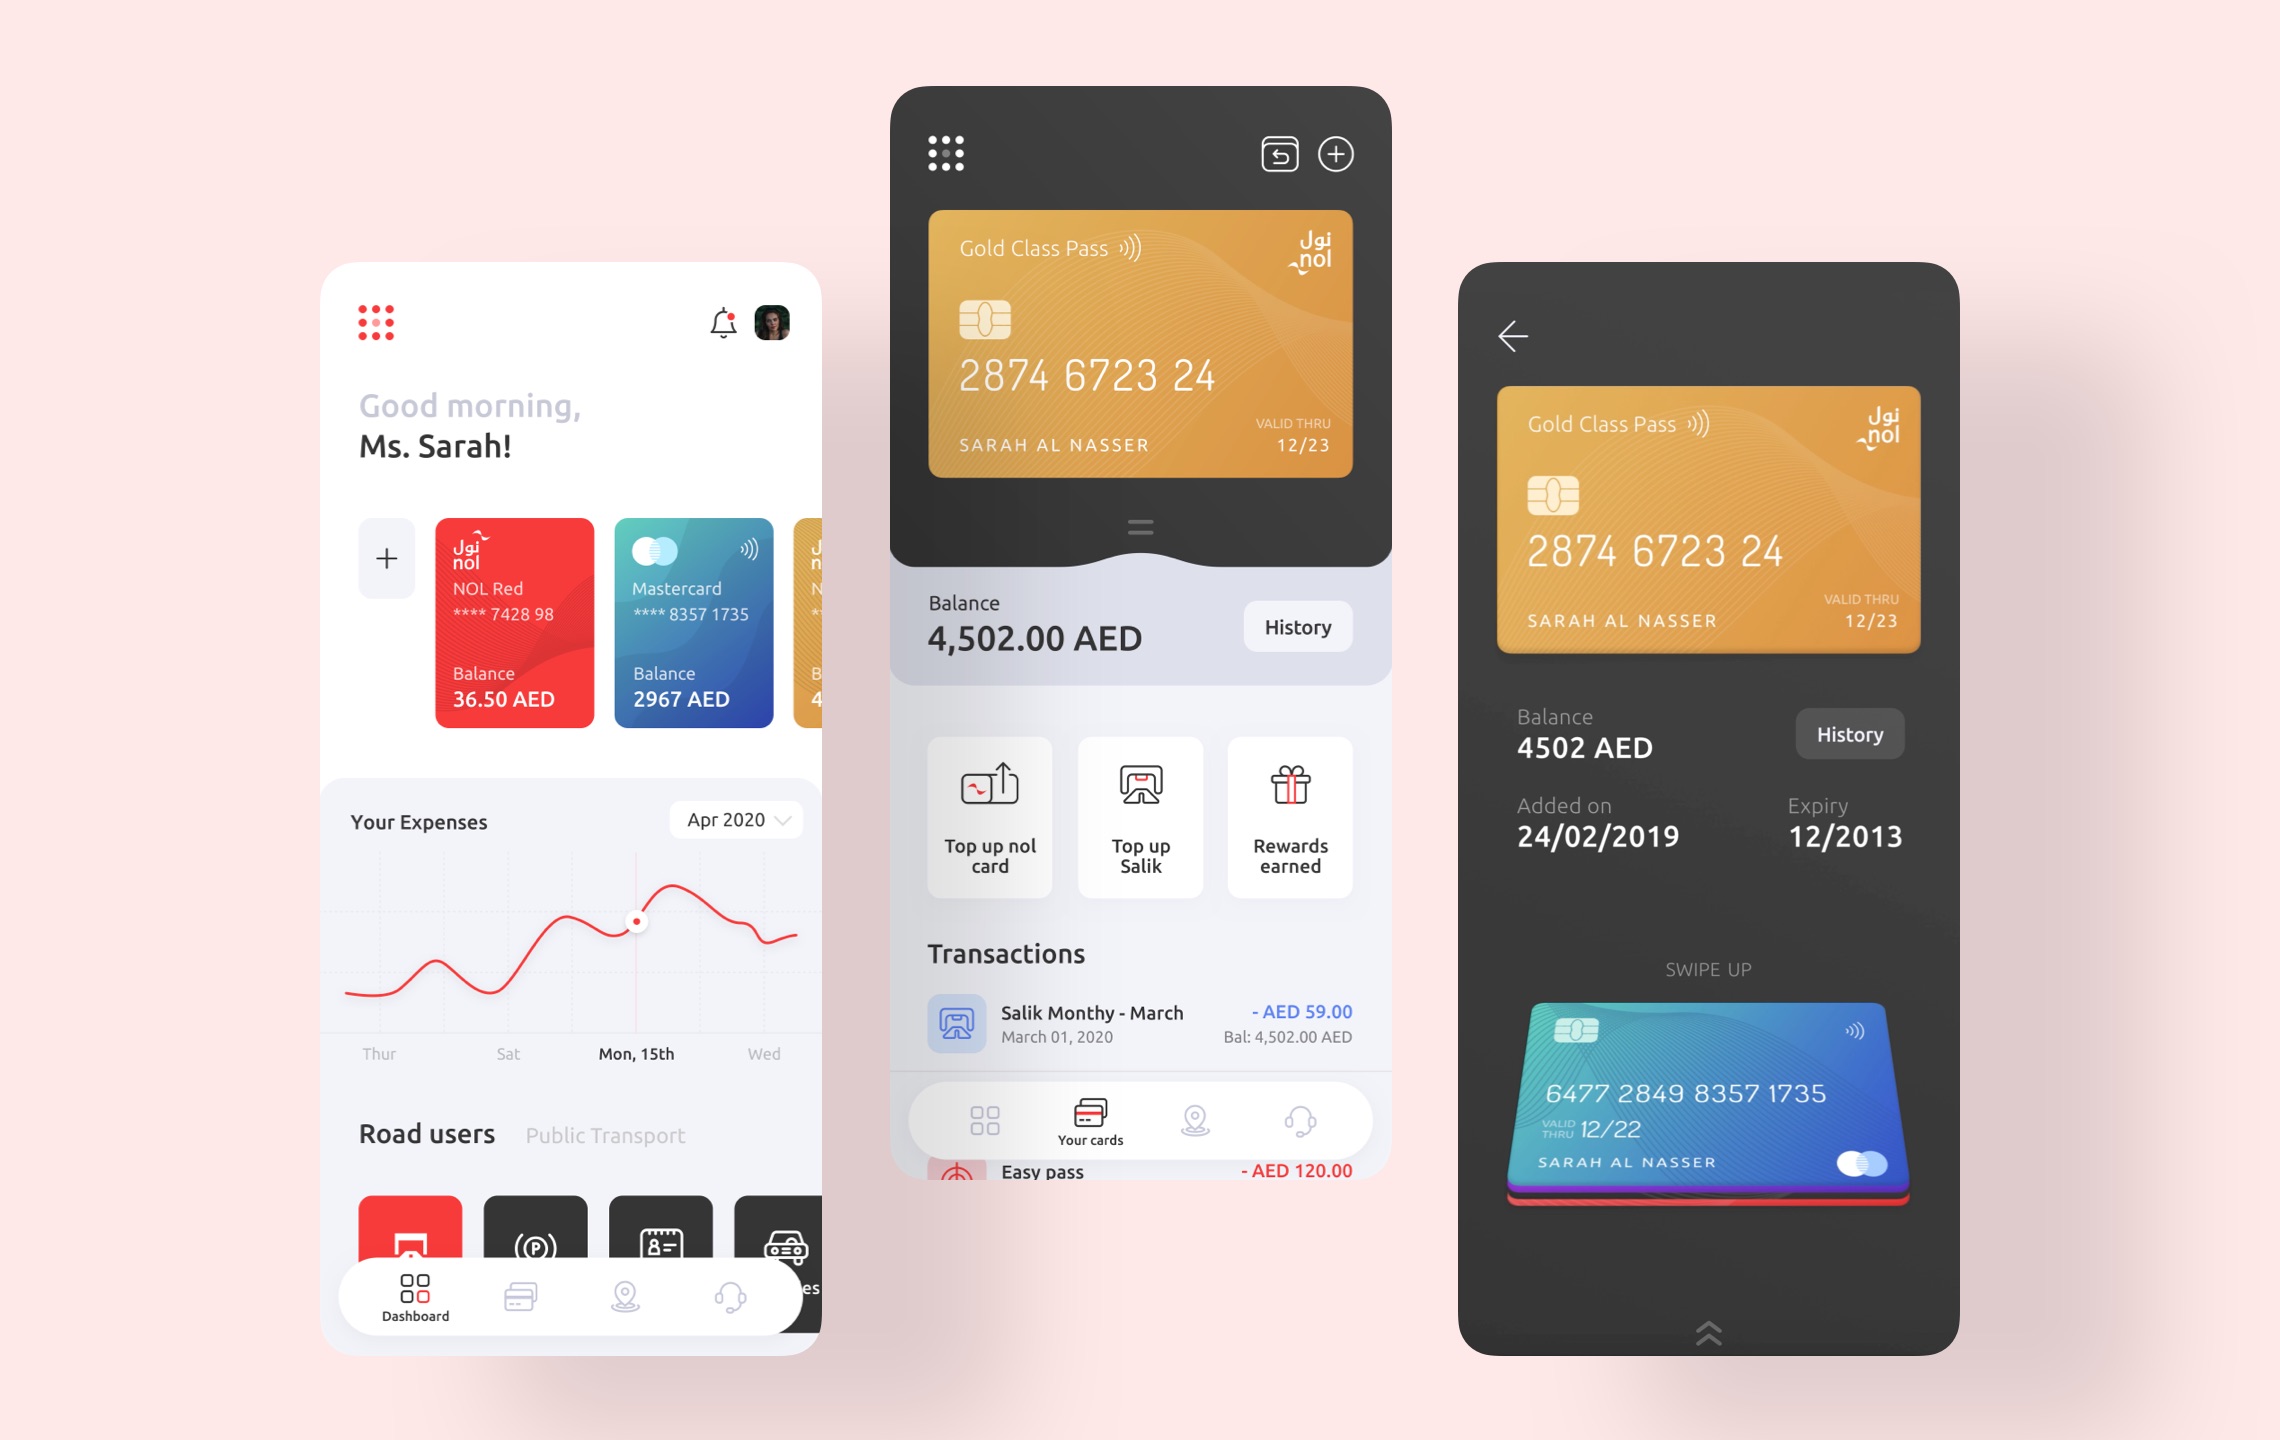 Good morning,
Ms. Sarah!
نول
nol
NOL Red
**** 7428 98
Balance
36.50 AED
Mastercard
**** 8357 1735
Balance
2967 AED
Your Expenses
Apr 2020
Thur
Sat
Mon, 15th
Wed
Road users
Public Transport
P
Dashboard
Gold Class Pass
نول
nol
2874 6723 24
VALID THRU
SARAH AL NASSER
12/23
Balance
4,502.00 AED
History
Top up nol
card
Top up
Salik
Rewards
earned
Transactions
Salik Monthy - March
- AED 59.00
March 01, 2020
Bal: 4,502.00 AED
Your cards
Easy pass
- AED 120.00
Gold Class Pass
نول
nol
2874 6723 24
VALID THRU
SARAH AL NASSER
12/23
Balance
4502 AED
History
Added on
24/02/2019
Expiry
12/2013
SWIPE UP
6477 2849 8357 1735
VALID
THRU
12/22
SARAH AL NASSER